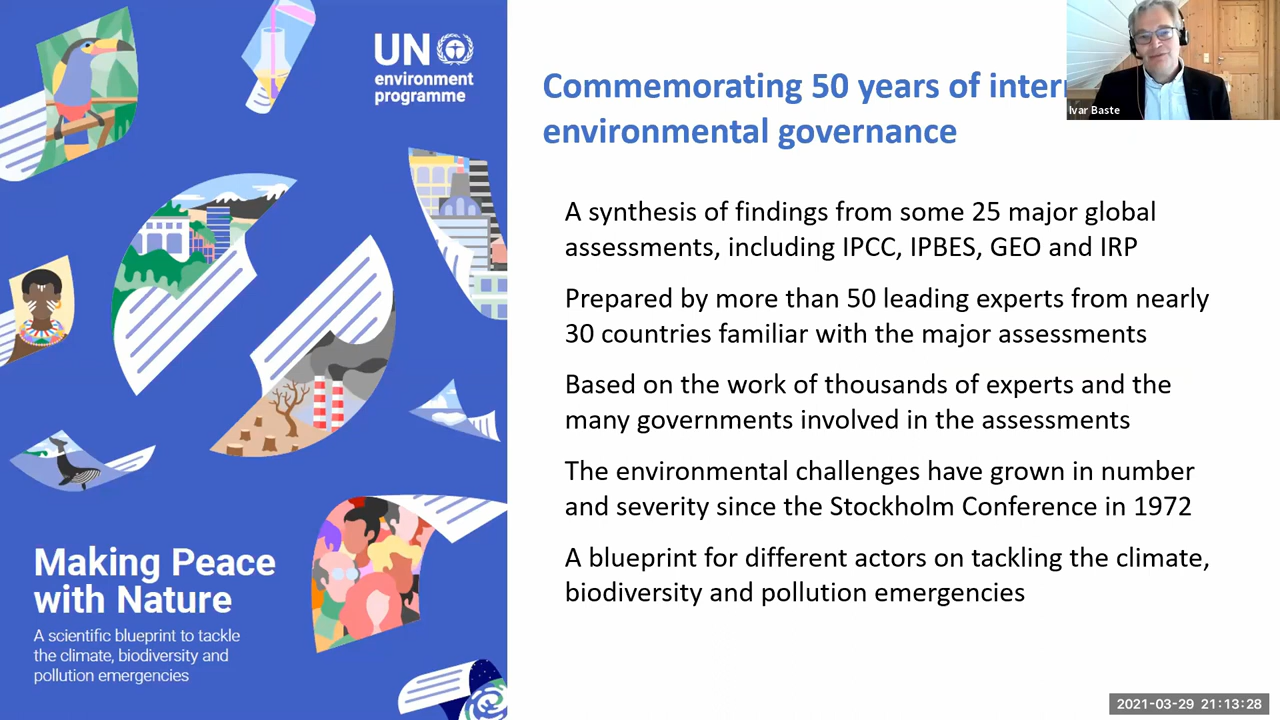 UN
environment
programme
Making Peace
with Nature
A scientific blueprint to tackle
the climate, biodiversity and
pollution emergencies
Commemorating 50 years of
environmental governance
A synthesis of findings from some 25 major global
assessments, including IPCC, IPBES, GEO and IRP
Prepared by more than 50 leading experts from nearly
30 countries familiar with the major assessments
Based on the work of thousands of experts and the
many governments involved in the assessments
The environmental challenges have grown in number
and severity since the Stockholm Conference in 1972
A blueprint for different actors on tackling the climate,
biodiversity and pollution emergencies
Ivar Baste
2021-03-29 21:13:28